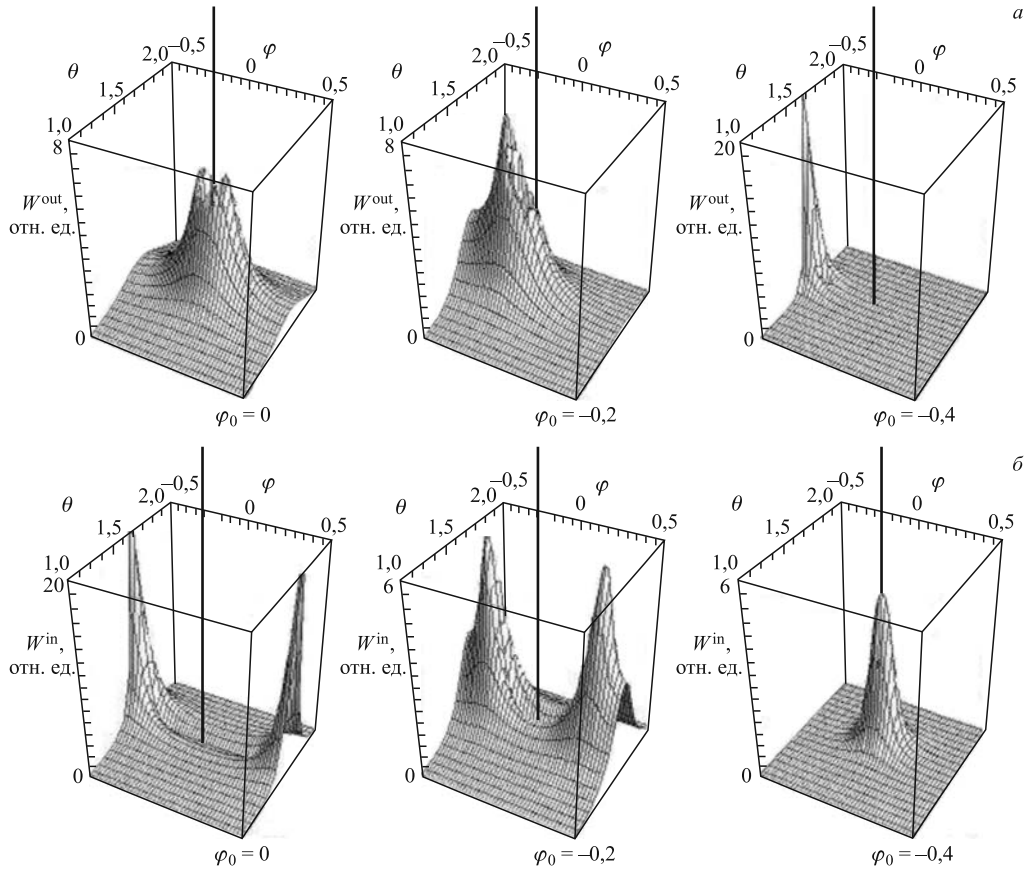 а
θ
2,0
–0,5
φ
0
0,5
1,5
1,0
8
W out,
отн. ед.
0
φ0 = 0
θ
2,0
–0,5
φ
0
0,5
1,5
1,0
8
W out,
отн. ед.
0
φ0 = –0,2
θ
2,0
–0,5
φ
0
0,5
1,5
1,0
20
W out,
отн. ед.
0
φ0 = –0,4
б
θ
2,0
–0,5
φ
0
0,5
1,5
1,0
20
W in,
отн. ед.
0
φ0 = 0
θ
2,0
–0,5
φ
0
0,5
1,5
1,0
6
W in,
отн. ед.
0
φ0 = –0,2
θ
2,0
–0,5
φ
0
0,5
1,5
1,0
6
W in,
отн. ед.
0
φ0 = –0,4